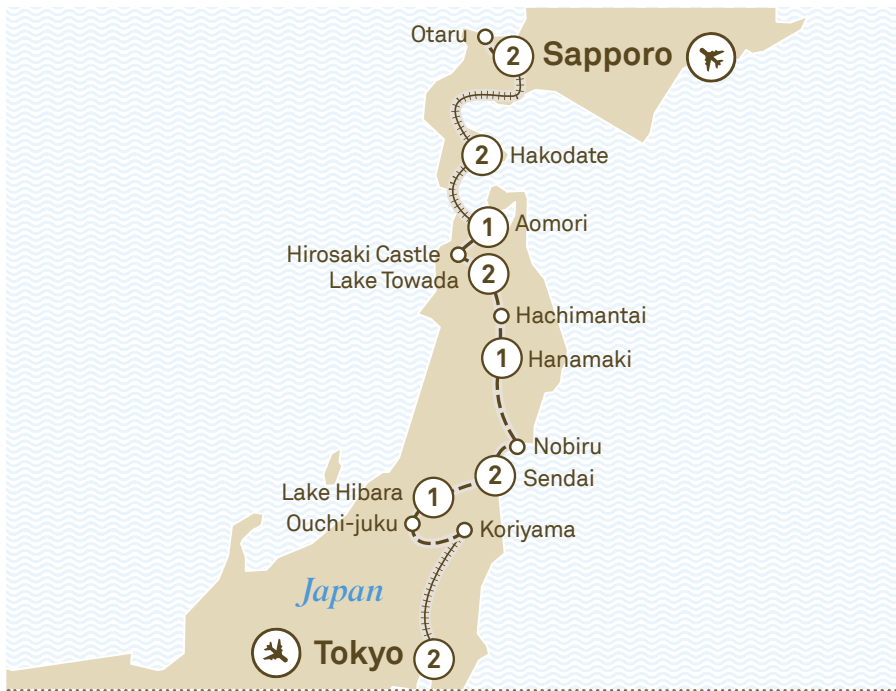 Otaru
2
Sapporo
2
Hakodate
1
Aomori
Hirosaki Castle
Lake Towada
2
Hachimantai
1
Hanamaki
Nobiru
2
Sendai
Lake Hibara
1
Ouchi-juku
Koriyama
Japan
Tokyo
2